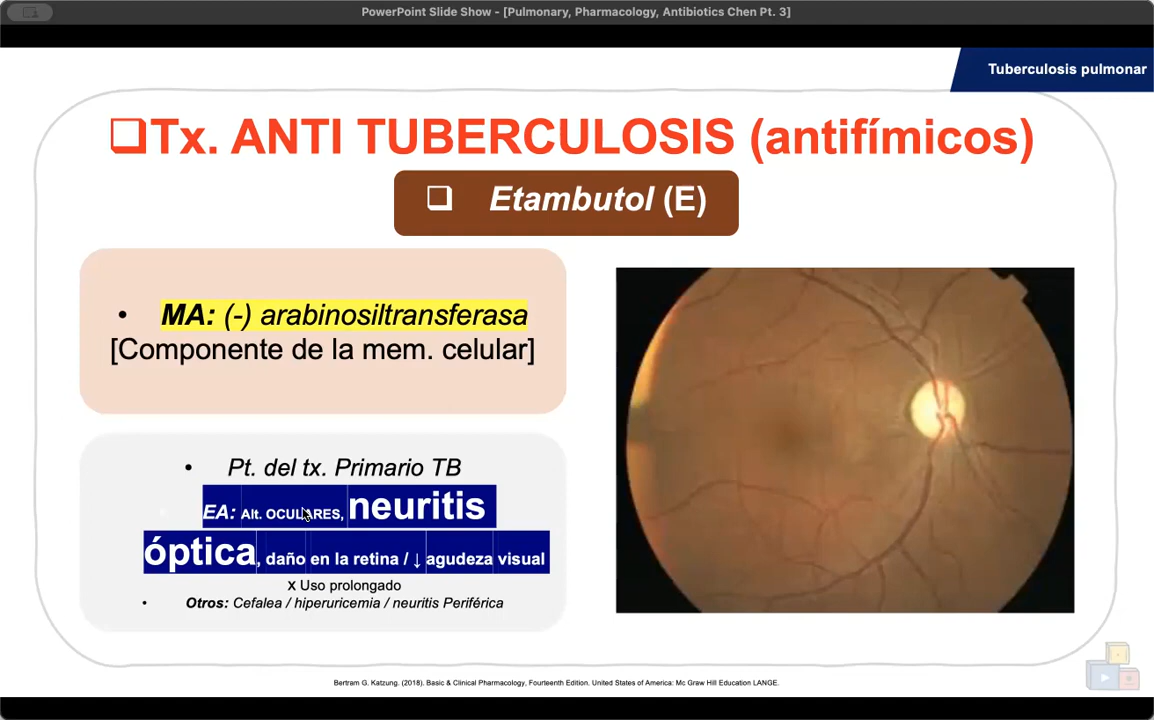 PowerPoint Slide Show - [Pulmonary, Pharmacology, Antibiotics Chen Pt. 3]
Tuberculosis pulmonar
❑Tx. ANTI TUBERCULOSIS (antifímicos)
❑ Etambutol (E)
• MA: (-) arabinosiltransferasa
[Componente de la mem. celular]
• Pt. del tx. Primario TB
• EA: Alt. OCULARES, neuritis
óptica, daño en la retina / ↓ agudeza visual
x Uso prolongado
• Otros: Cefalea / hiperuricemia / neuritis Periférica
Bertram G. Katzung. (2018). Basic & Clinical Pharmacology, Fourteenth Edition. United States of America: Mc Graw Hill Education LANGE.